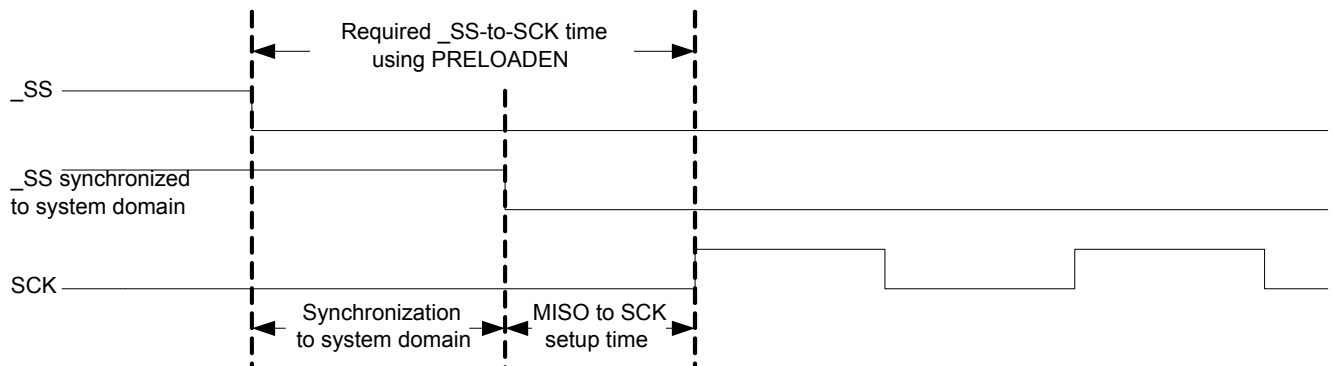 Required _SS-to-SCK time
using PRELOADEN
_SS
_SS synchronized
to system domain
SCK
Synchronization
to system domain
MISO to SCK
setup time